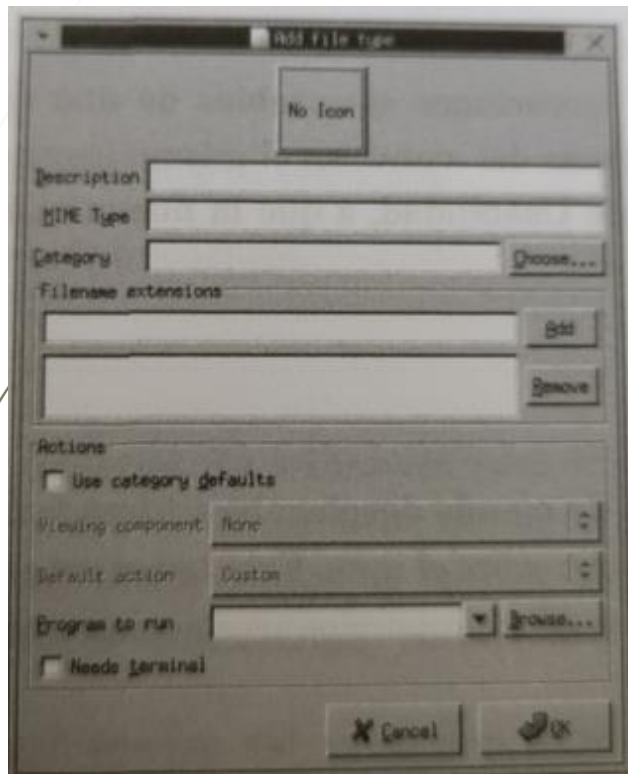 Add file type
No Icon
Description
MIME Type
Category Choose...
Filename extensions
Add
Remove
Actions
Use category defaults
Viewing component None
Default action Custom
Program to run Browse...
Needs terminal
Cancel OK